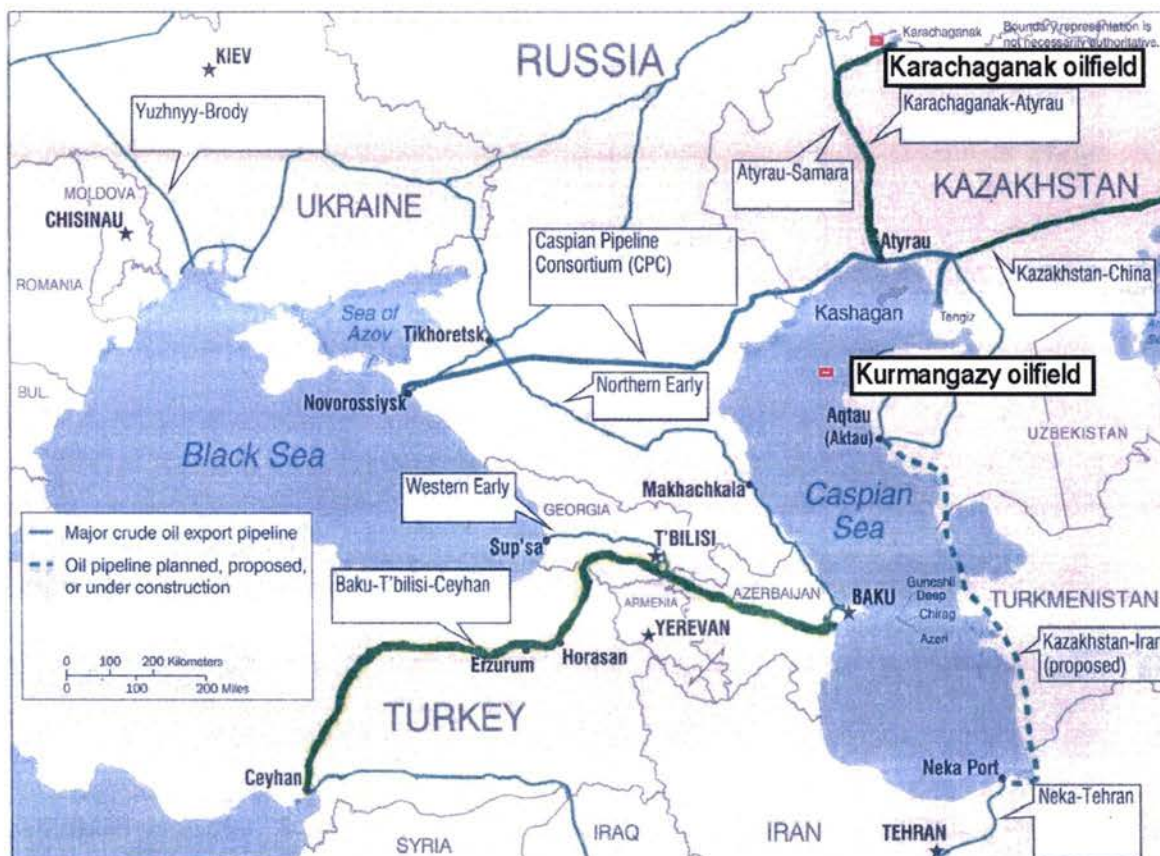 Karachaganak
Boundary representation is
not necessarily authoritative.
KIEV
RUSSIA
Karachaganak oilfield
Yuzhnyy-Brody
Karachaganak-Atyrau
Atyrau-Samara
KAZAKHSTAN
MOLDOVA
CHISINAU
UKRAINE
Caspian Pipeline
Consortium (CPC)
Atyrau
Kazakhstan-China
ROMANIA
Sea of
Azov
Kashagan
Tengiz
Tikhoretsk
Kurmangazy oilfield
BUL.
Novorossiysk
Northern Early
Aqtau
(Aktau)
UZBEKISTAN
Black Sea
Western Early
Makhachkala
Caspian
Sea
GEORGIA
Major crude oil export pipeline
Sup'sa
T'BILISI
Oil pipeline planned, proposed,
or under construction
Baku-T'bilisi-Ceyhan
AZERBAIJAN
BAKU
Guneshli
Deep
Chirag
Azeri
TURKMENISTAN
ARMENIA
YEREVAN
Kazakhstan-Iran
(proposed)
0 100 200 Kilometers
0 100 200 Miles
Erzurum
Horasan
TURKEY
Ceyhan
Neka Port
Neka-Tehran
SYRIA
IRAQ
IRAN
TEHRAN